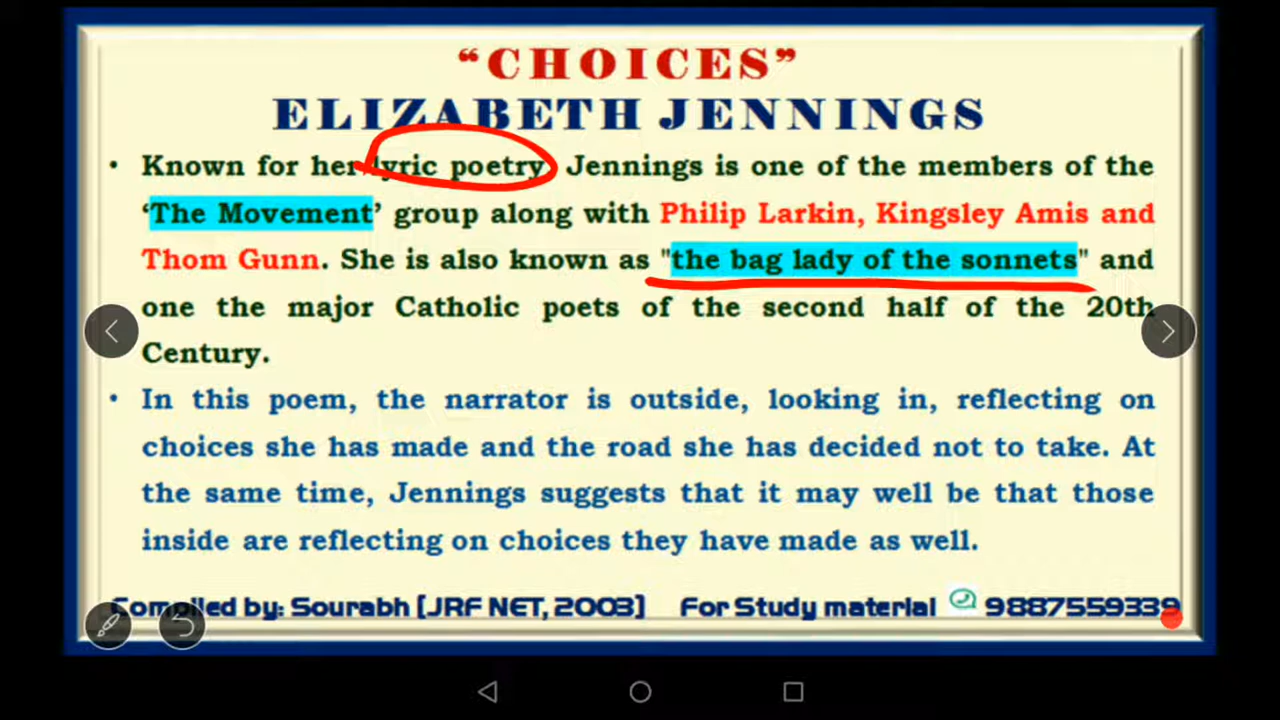 “CHOICES”
ELIZABETH JENNINGS
• Known for her lyric poetry Jennings is one of the members of the
‘The Movement’ group along with Philip Larkin, Kingsley Amis and
Thom Gunn. She is also known as "the bag lady of the sonnets" and
one the major Catholic poets of the second half of the 20th
Century.
• In this poem, the narrator is outside, looking in, reflecting on
choices she has made and the road she has decided not to take. At
the same time, Jennings suggests that it may well be that those
inside are reflecting on choices they have made as well.
Compiled by: Sourabh [JRF NET, 2003] For Study material 9887559339